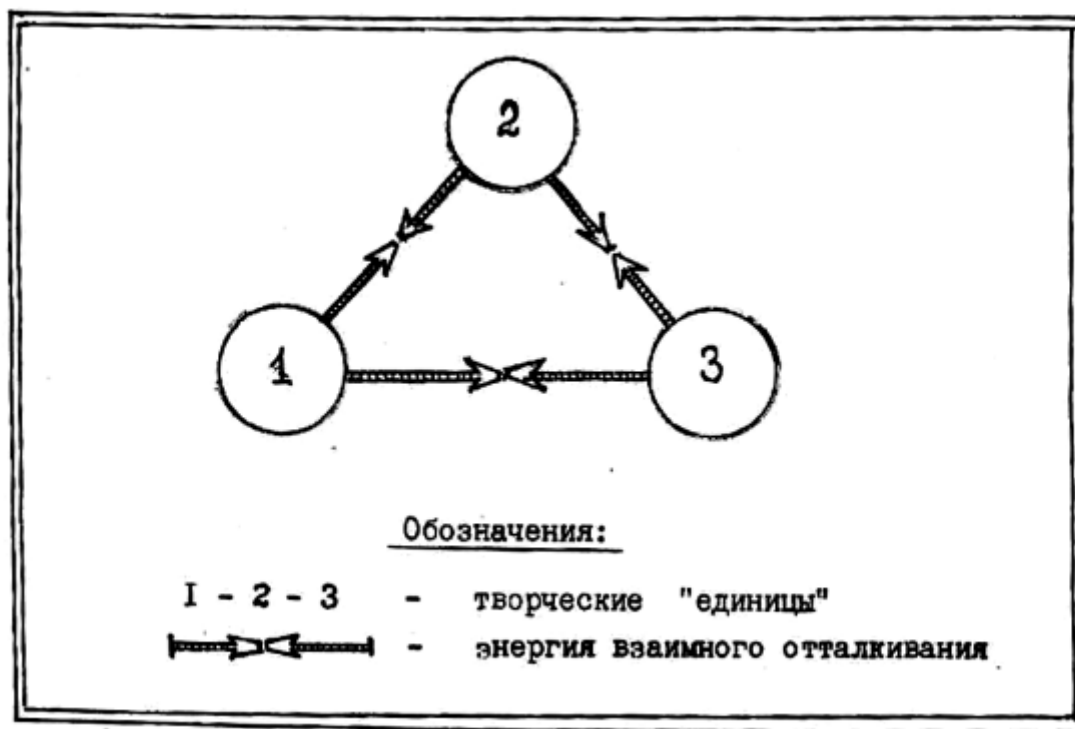 2
1
3
Обозначения:
I - 2 - 3 - творческие "единицы"
- энергия взаимного отталкивания